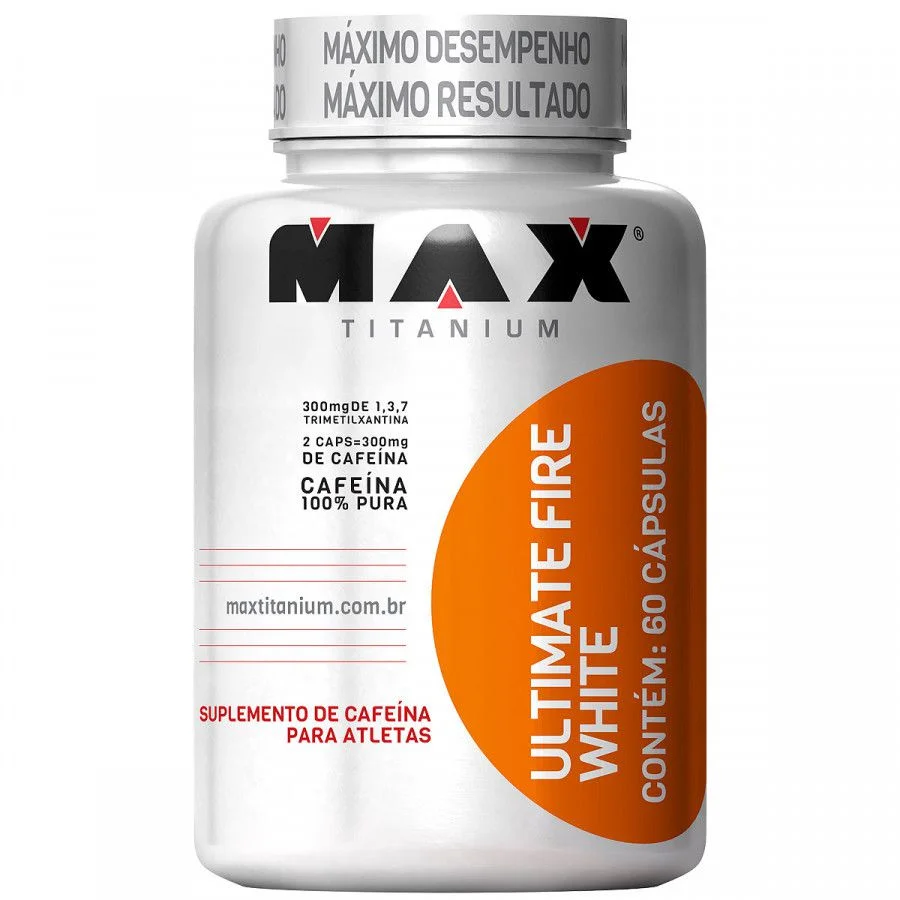 MÁXIMO DESEMPENHO
MÁXIMO RESULTADO
MAX®
TITANIUM
300mg DE 1,3,7
TRIMETILXANTINA
2 CAPS=300mg
DE CAFEÍNA
CAFEÍNA
100% PURA
maxtitanium.com.br
SUPLEMENTO DE CAFEÍNA
PARA ATLETAS
ULTIMATE FIRE
WHITE
CONTÉM: 60 CÁPSULAS